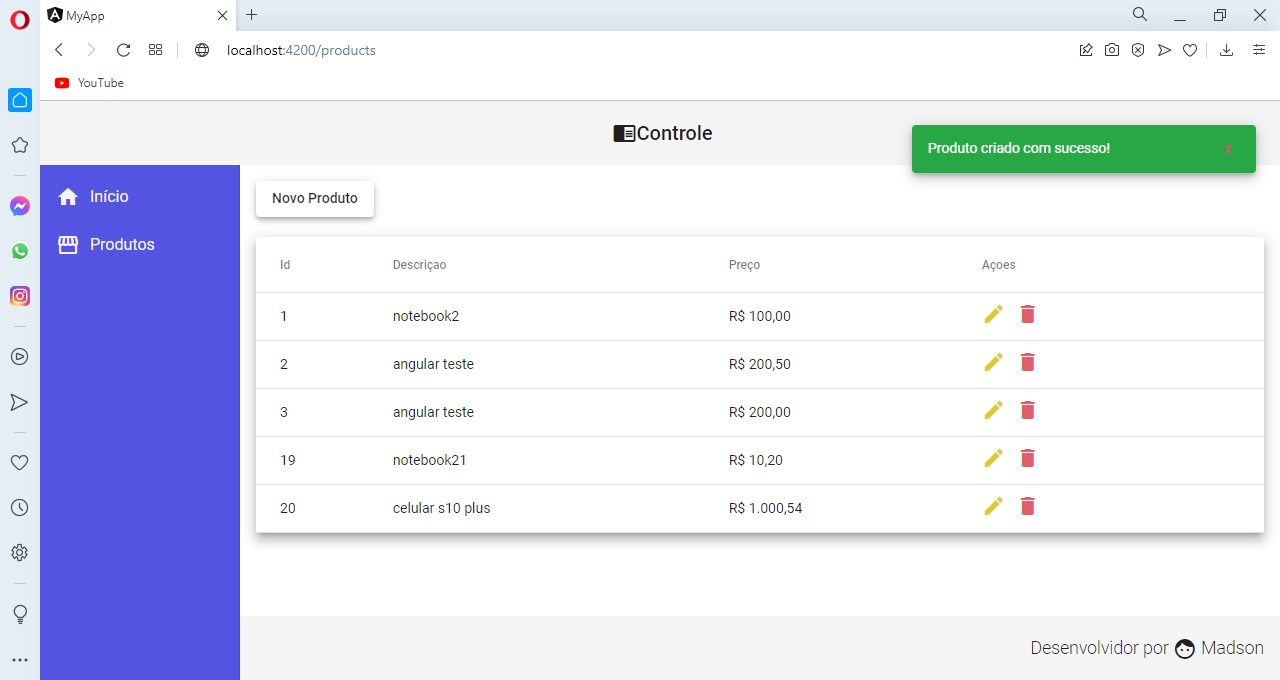 MyApp
localhost:4200/products
YouTube
Controle
Produto criado com sucesso! x
Início
Produtos
Novo Produto
Id Descriçao Preço Açoes
1 notebook2 R$ 100,00
2 angular teste R$ 200,50
3 angular teste R$ 200,00
19 notebook21 R$ 10,20
20 celular s10 plus R$ 1.000,54
Desenvolvidor por Madson